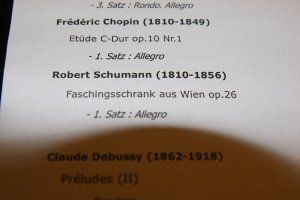 - 3. Satz : Rondo. Allegro
Frédéric Chopin (1810-1849)
Etüde C-Dur op.10 Nr.1
- 1. Satz : Allegro
Robert Schumann (1810-1856)
Faschingsschrank aus Wien op.26
- 1. Satz : Allegro
Claude Debussy (1862-1918)
Préludes (II)